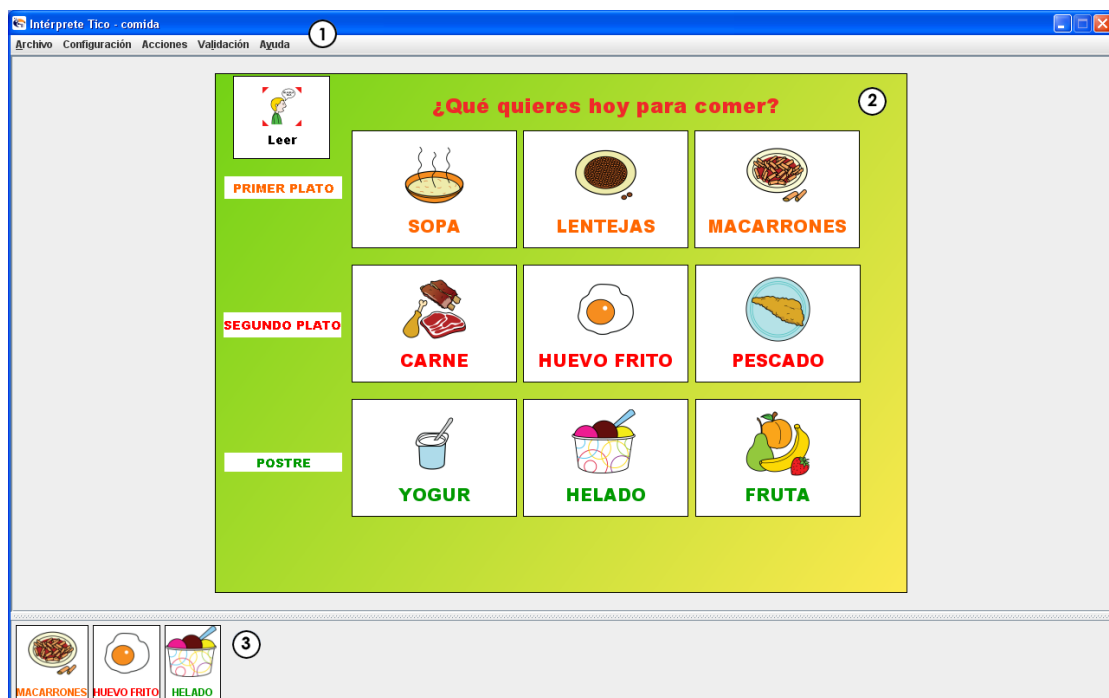 Intérprete Tico - comida
Archivo Configuración Acciones Validación Ayuda
1
¿Qué quieres hoy para comer?
2
Leer
PRIMER PLATO
SOPA LENTEJAS MACARRONES
SEGUNDO PLATO
CARNE HUEVO FRITO PESCADO
POSTRE
YOGUR HELADO FRUTA
3
MACARRONES HUEVO FRITO HELADO